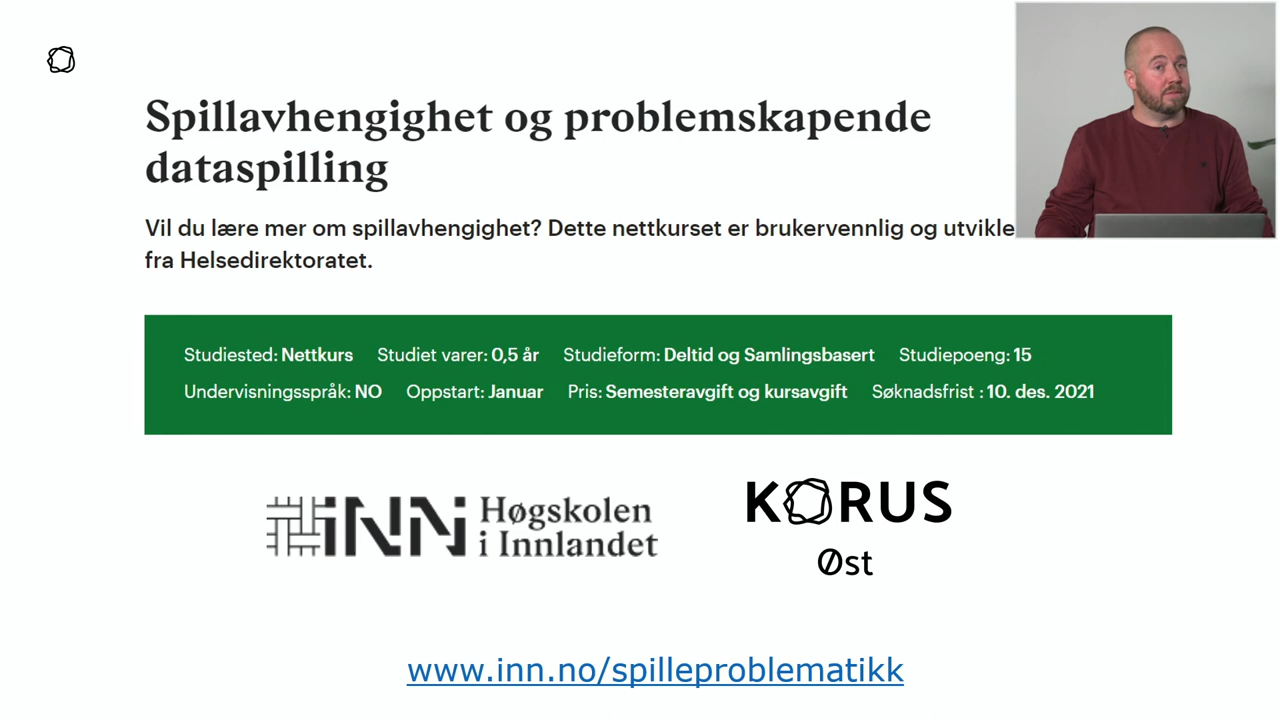 Spillavhengighet og problemskapende
dataspilling
Vil du lære mer om spillavhengighet? Dette nettkurset er brukervennlig og utvikle
fra Helsedirektoratet.
Studiested: Nettkurs Studiet varer: 0,5 år Studieform: Deltid og Samlingsbasert Studiepoeng: 15
Undervisningsspråk: NO Oppstart: Januar Pris: Semesteravgift og kursavgift Søknadsfrist : 10. des. 2021
INN Høgskolen
i Innlandet
KORUS
Øst
www.inn.no/spilleproblematikk